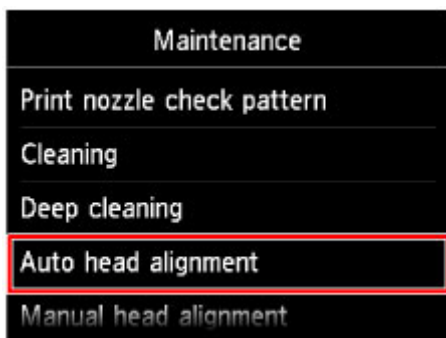 Maintenance
Print nozzle check pattern
Cleaning
Deep cleaning
Auto head alignment
Manual head alignment